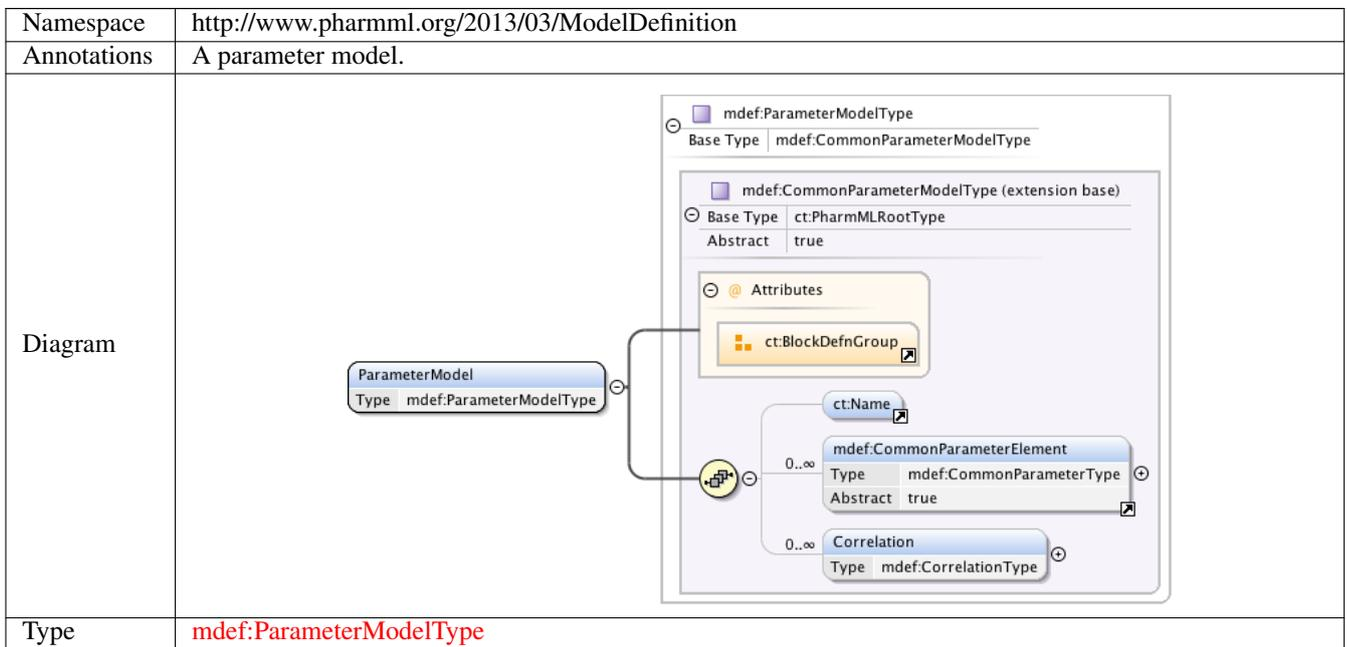 Namespace http://www.pharmml.org/2013/03/ModelDefinition
Annotations A parameter model.
Diagram
mdef:ParameterModelType
Base Type mdef:CommonParameterModelType
mdef:CommonParameterModelType (extension base)
Base Type ct:PharmMLRootType
Abstract true
@ Attributes
ct:BlockDefnGroup
ParameterModel
Type mdef:ParameterModelType
ct:Name
0..∞
mdef:CommonParameterElement
Type mdef:CommonParameterType
Abstract true
0..∞
Correlation
Type mdef:CorrelationType
Type mdef:ParameterModelType